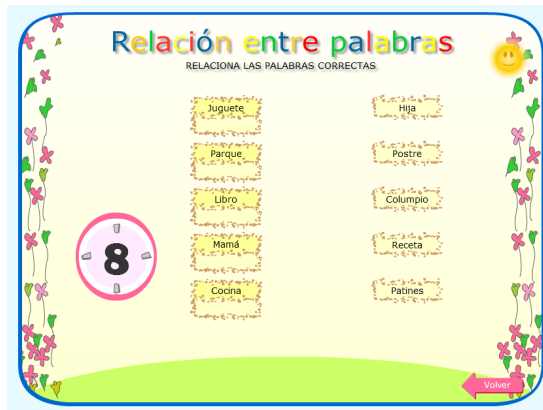 Relación entre palabras
RELACIONA LAS PALABRAS CORRECTAS
Juguete
Hija
Parque
Postre
Libro
Columpio
Mamá
Receta
8
Cocina
Patines
Volver